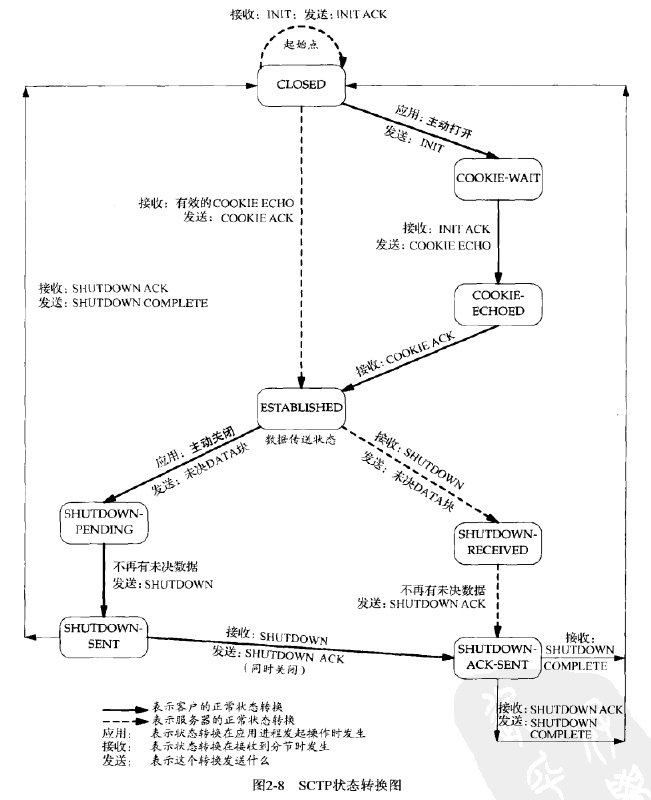 接收：INIT；发送：INIT ACK
起始点
CLOSED
应用：主动打开
发送：INIT
COOKIE-WAIT
接收：有效的COOKIE ECHO
发送：COOKIE ACK
接收：INIT ACK
发送：COOKIE ECHO
接收：SHUTDOWN ACK
发送：SHUTDOWN COMPLETE
COOKIE-
ECHOED
接收：COOKIE ACK
ESTABLISHED
数据传送状态
应用：主动关闭
发送：未决DATA块
接收：SHUTDOWN
发送：未决DATA块
SHUTDOWN-
PENDING
SHUTDOWN-
RECEIVED
不再有未决数据
发送：SHUTDOWN
不再有未决数据
发送：SHUTDOWN ACK
SHUTDOWN-
SENT
接收：SHUTDOWN
发送：SHUTDOWN ACK
（同时关闭）
SHUTDOWN-
ACK-SENT
接收：
SHUTDOWN
COMPLETE
接收：SHUTDOWN ACK
发送：SHUTDOWN
COMPLETE
表示客户的正常状态转换
表示服务器的正常状态转换
应用： 表示状态转换在应用进程发起操作时发生
接收： 表示状态转换在接收到分节时发生
发送： 表示这个转换发送什么
图2-8 SCTP状态转换图